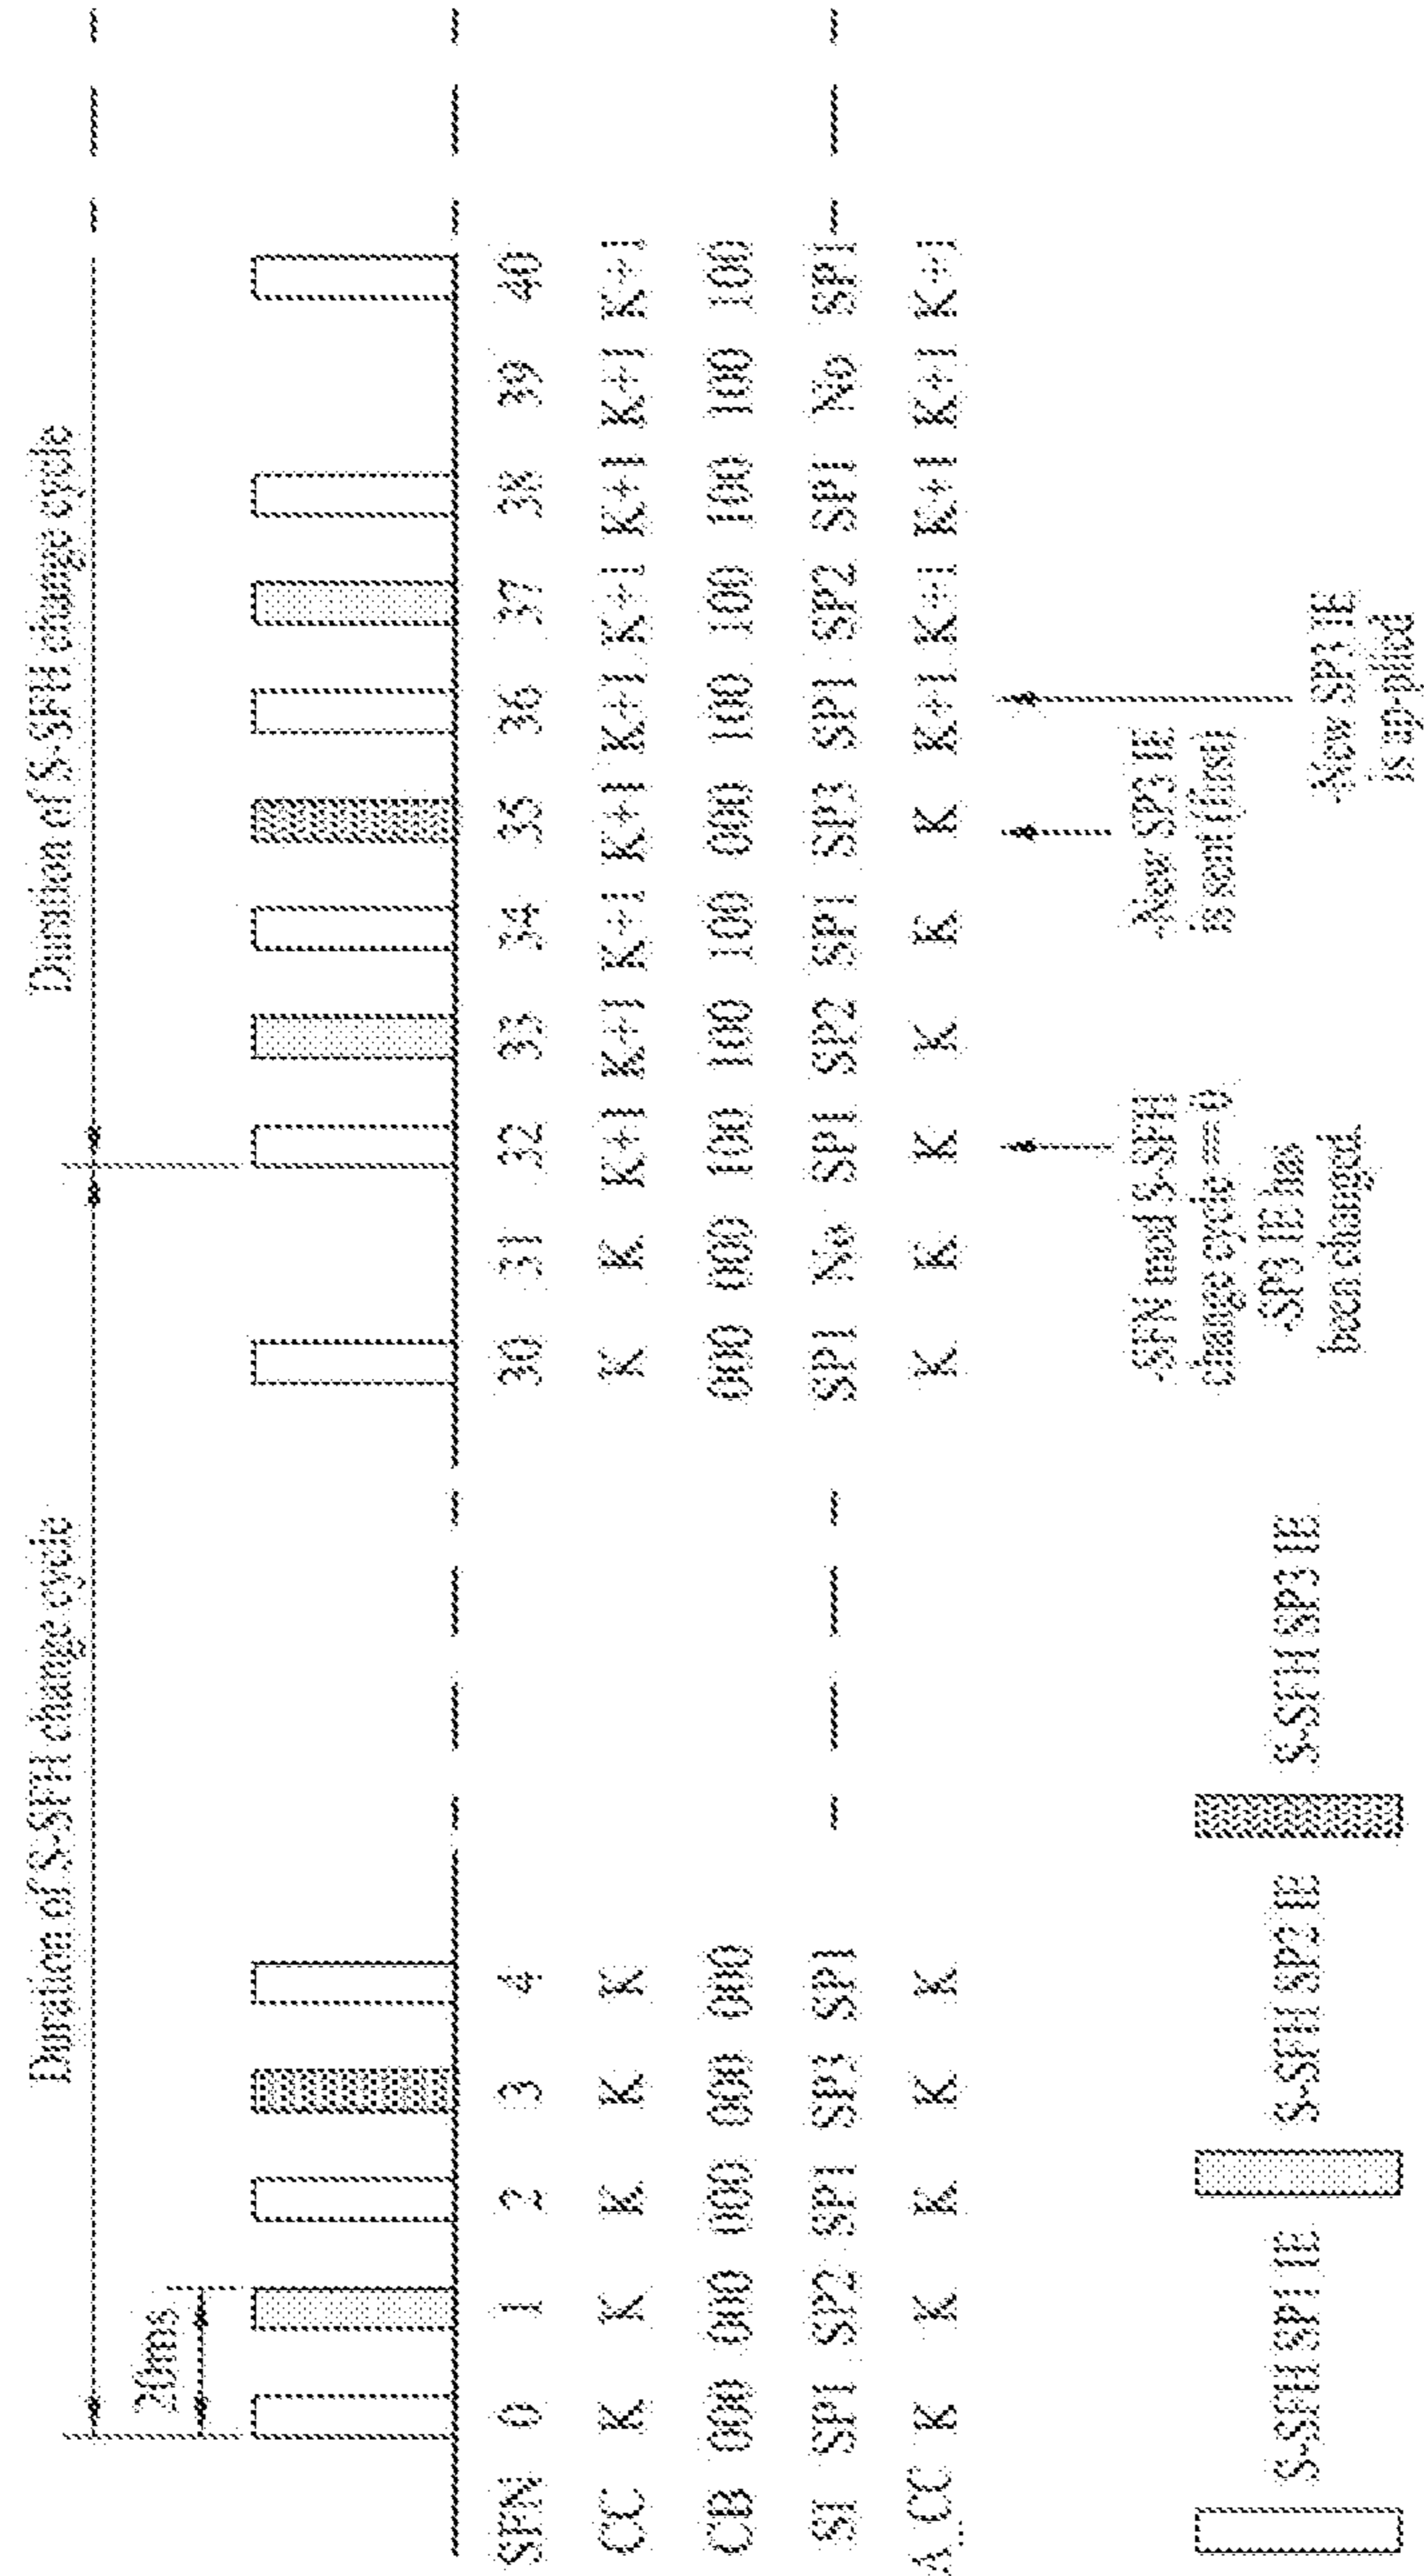 Duration of S-SFH change cycle
Duration of S-SFH change cycle
20ms
SFN 0 1 2 3 4 30 31 32 33 34 35 36 37 38 39 40
CC K K K K K K K K+1 K+1 K+1 K+1 K+1 K+1 K+1 K+1 K+1
CB 000 000 000 000 000 000 000 100 100 100 000 100 100 100 100 100
SI SP1 SP2 SP1 SP3 SP1 SP1 No SP1 SP2 SP1 SP3 SP1 SP2 SP1 No SP1
A_CC K K K K K K K K K K K K+1 K+1 K+1 K+1 K+1
-SFN mod S-SFH
change cycle==0
-SP3 IE has
been changed.
-New SP3 IE
is sent (first)
-New SP3 IE
is ap-plied
S-SFH SP1 IE
S-SFH SP2 IE
S-SFH SP3 IE